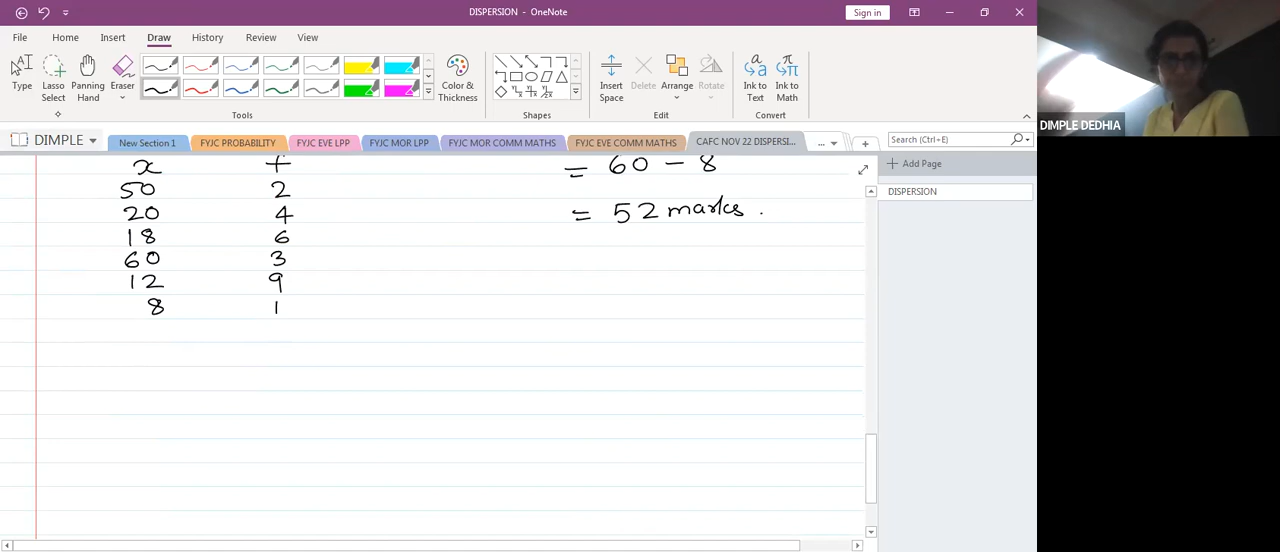 DISPERSION - OneNote
Sign in
File Home Insert Draw History Review View
Type
Lasso Select
Panning Hand
Eraser
Color & Thickness
Insert Space
Delete
Arrange
Rotate
Ink to Text
Ink to Math
Tools
Shapes
Edit
Convert
DIMPLE
New Section 1
FYJC PROBABILITY
FYJC EVE LPP
FYJC MOR LPP
FYJC MOR COMM MATHS
FYJC EVE COMM MATHS
CAFC NOV 22 DISPERSI...
...
Search (Ctrl+E)
Add Page
DISPERSION
DIMPLE DEDHIA
x f
50 2
20 4
18 6
60 3
12 9
8 1
= 60 - 8
= 52 marks.